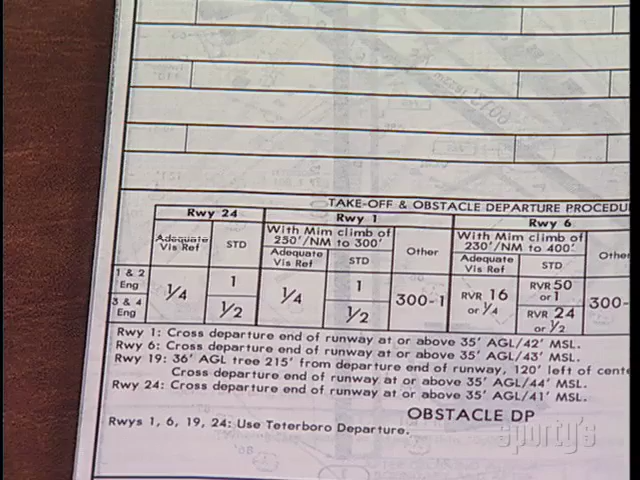 TAKE-OFF & OBSTACLE DEPARTURE PROCEDU
Rwy 24
Rwy 1
Rwy 6
With Mim climb of
250'/NM to 300'
With Mim climb of
230'/NM to 400'
Adequate
Vis Ref
STD
Adequate
Vis Ref
STD
Other
Adequate
Vis Ref
STD
Other
1 & 2
Eng
1/4
1
1/4
1
300-1
RVR 16
or 1/4
RVR 50
or 1
300-
3 & 4
Eng
1/2
1/2
RVR 24
or 1/2
Rwy 1: Cross departure end of runway at or above 35' AGL/42' MSL.
Rwy 6: Cross departure end of runway at or above 35' AGL/43' MSL.
Rwy 19: 36' AGL tree 215' from departure end of runway, 120' left of cente
Cross departure end of runway at or above 35' AGL/44' MSL.
Rwy 24: Cross departure end of runway at or above 35' AGL/41' MSL.
OBSTACLE DP
Rwys 1, 6, 19, 24: Use Teterboro Departure.
sporty's